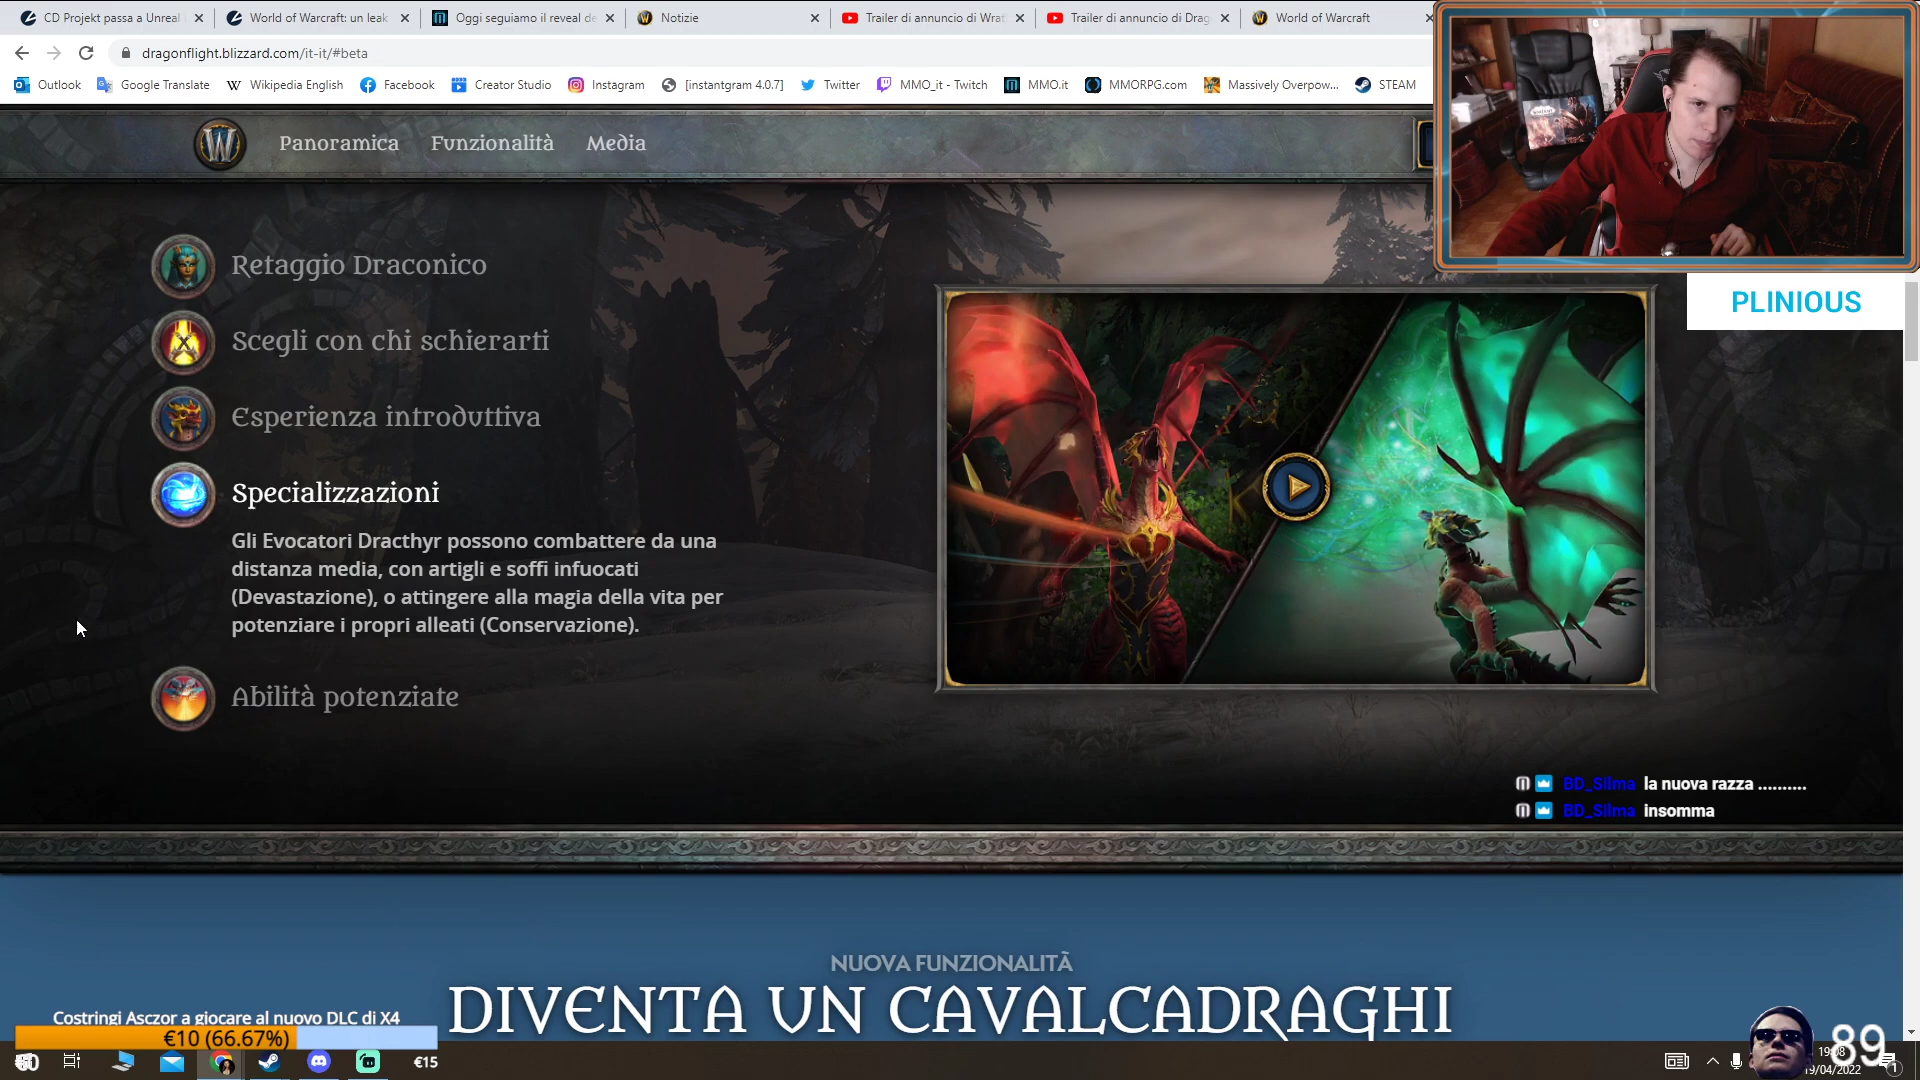 CD Projekt passa a Unreal
World of Warcraft: un leak
Oggi seguiamo il reveal de
Notizie
Trailer di annuncio di Wrat
Trailer di annuncio di Drag
World of Warcraft
dragonflight.blizzard.com/it-it/#beta
Outlook
Google Translate
Wikipedia English
Facebook
Creator Studio
Instagram
[instantgram 4.0.7]
Twitter
MMO_it - Twitch
MMO.it
MMORPG.com
Massively Overpow...
STEAM
Panoramica
Funzionalità
Media
PLINIOUS
Retaggio Draconico
Scegli con chi schierarti
Esperienza introduttiva
Specializzazioni
Gli Evocatori Dracthyr possono combattere da una
distanza media, con artigli e soffi infuocati
(Devastazione), o attingere alla magia della vita per
potenziare i propri alleati (Conservazione).
Abilità potenziate
BD_Silma la nuova razza ..........
BD_Silma insomma
NUOVA FUNZIONALITÀ
DIVENTA UN CAVALCADRAGHI
Costringi Asczor a giocare al nuovo DLC di X4
€10 (66.67%)
€15
89
19/04/2022
1